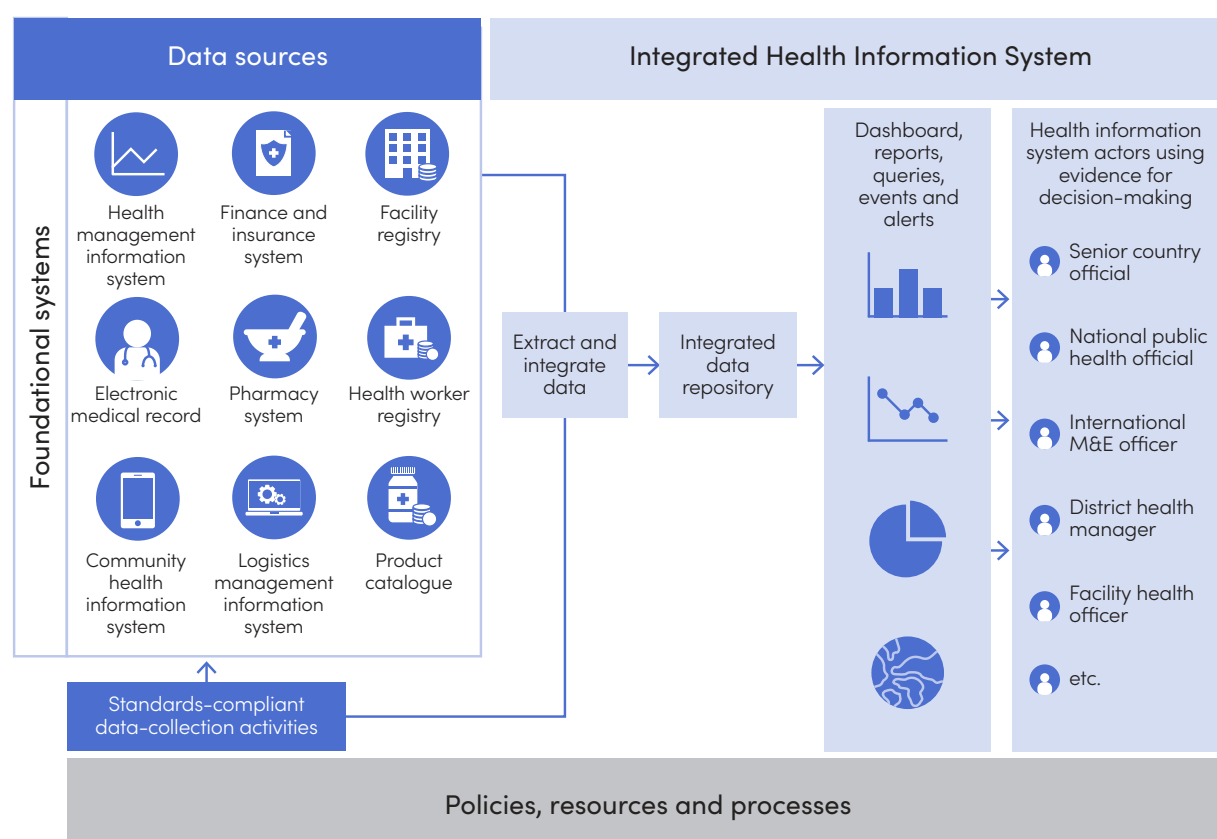 Data sources
Integrated Health Information System
Foundational systems
Health
management
information
system
Finance and
insurance
system
Facility
registry
Electronic
medical record
Pharmacy
system
Health worker
registry
Community
health
information
system
Logistics
management
information
system
Product
catalogue
Standards-compliant
data-collection activities
Extract and
integrate
data
Integrated
data
repository
Dashboard,
reports,
queries,
events and
alerts
Health information
system actors using
evidence for
decision-making
Senior country
official
National public
health official
International
M&E officer
District health
manager
Facility health
officer
etc.
Policies, resources and processes